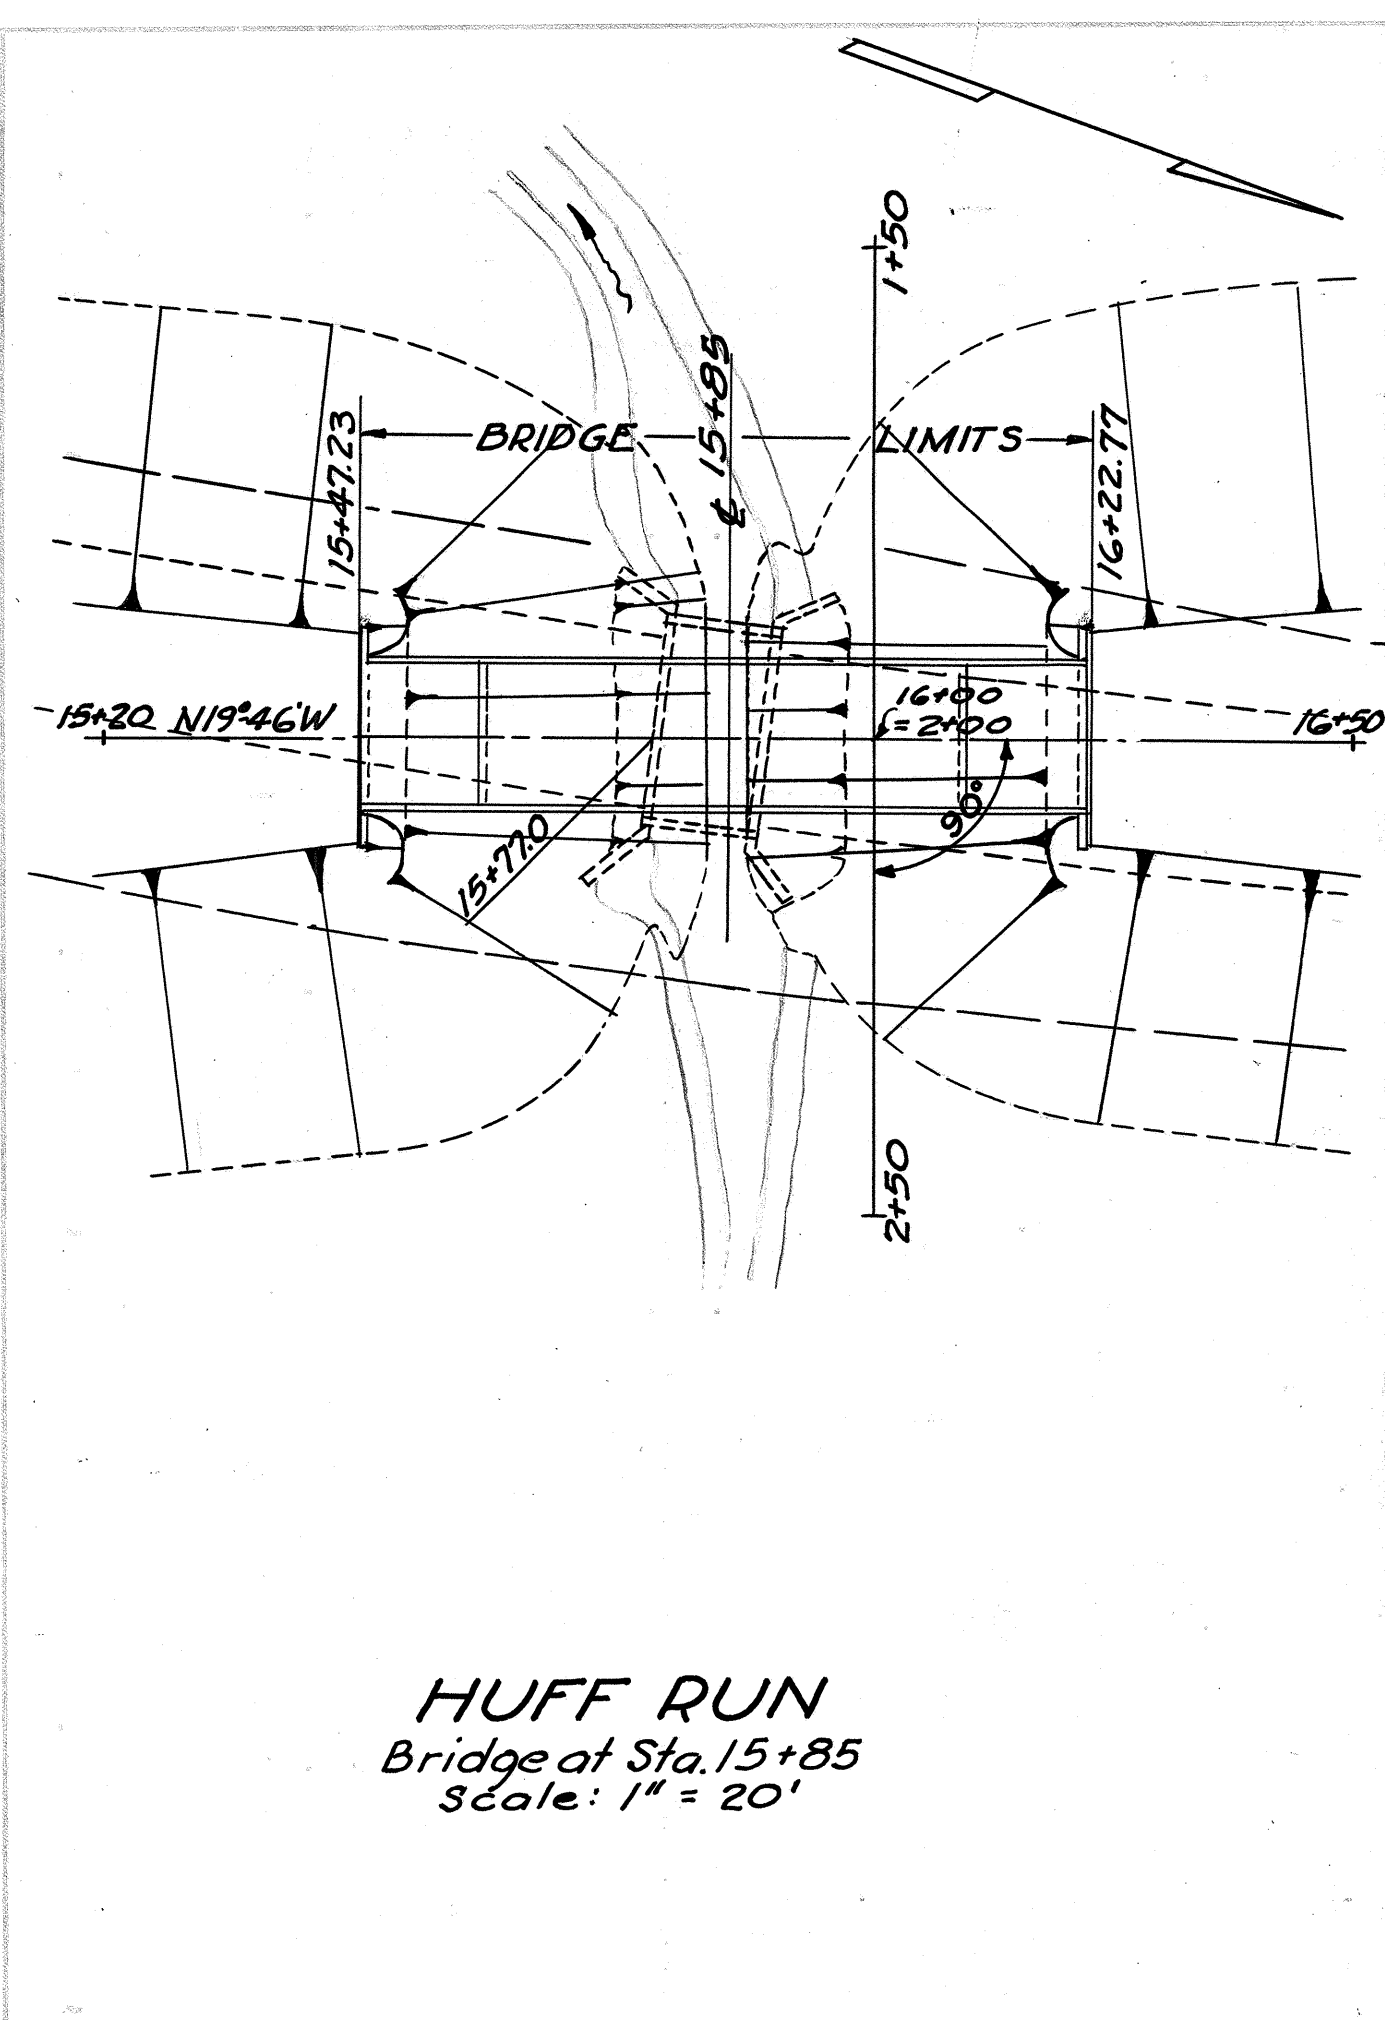 1+50
15+47.23
BRIDGE
℄ 15+85
LIMITS
16+22.77
15+20 N19°-46'W
16+00
= 2+00
16+50
90°
15+77.0
2+50
HUFF RUN
Bridge at Sta. 15+85
Scale: 1" = 20'